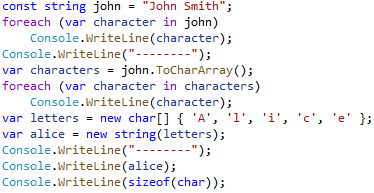 const string john = "John Smith";
foreach (var character in john)
    Console.WriteLine(character);
Console.WriteLine("--------");
var characters = john.ToCharArray();
foreach (var character in characters)
    Console.WriteLine(character);
var letters = new char[] { 'A', 'l', 'i', 'c', 'e' };
var alice = new string(letters);
Console.WriteLine("--------");
Console.WriteLine(alice);
Console.WriteLine(sizeof(char));